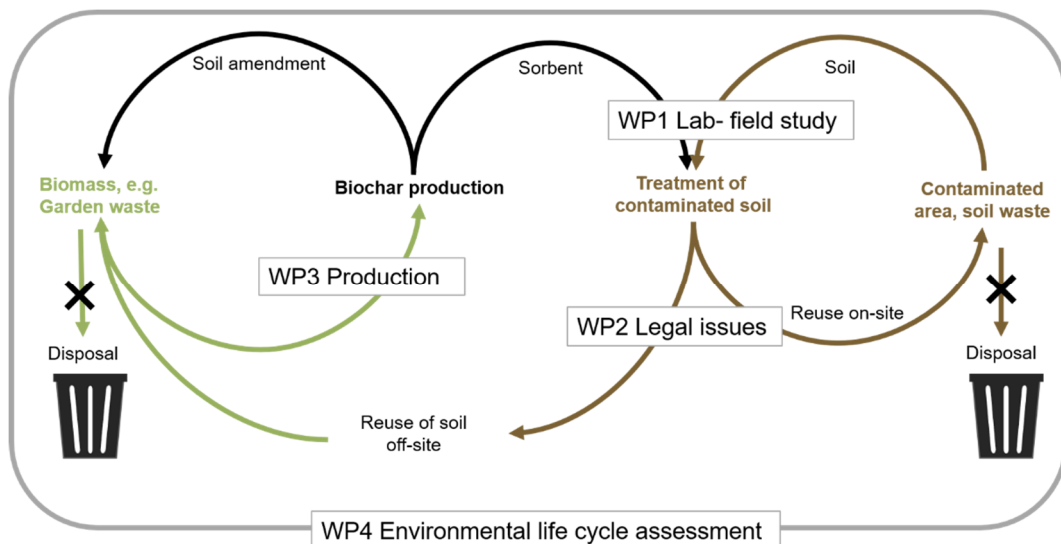 Soil amendment
Sorbent
Soil
WP1 Lab- field study
Biomass, e.g.
Garden waste
Biochar production
Treatment of
contaminated soil
Contaminated
area, soil waste
WP3 Production
WP2 Legal issues
Reuse on-site
Disposal
Disposal
Reuse of soil
off-site
WP4 Environmental life cycle assessment